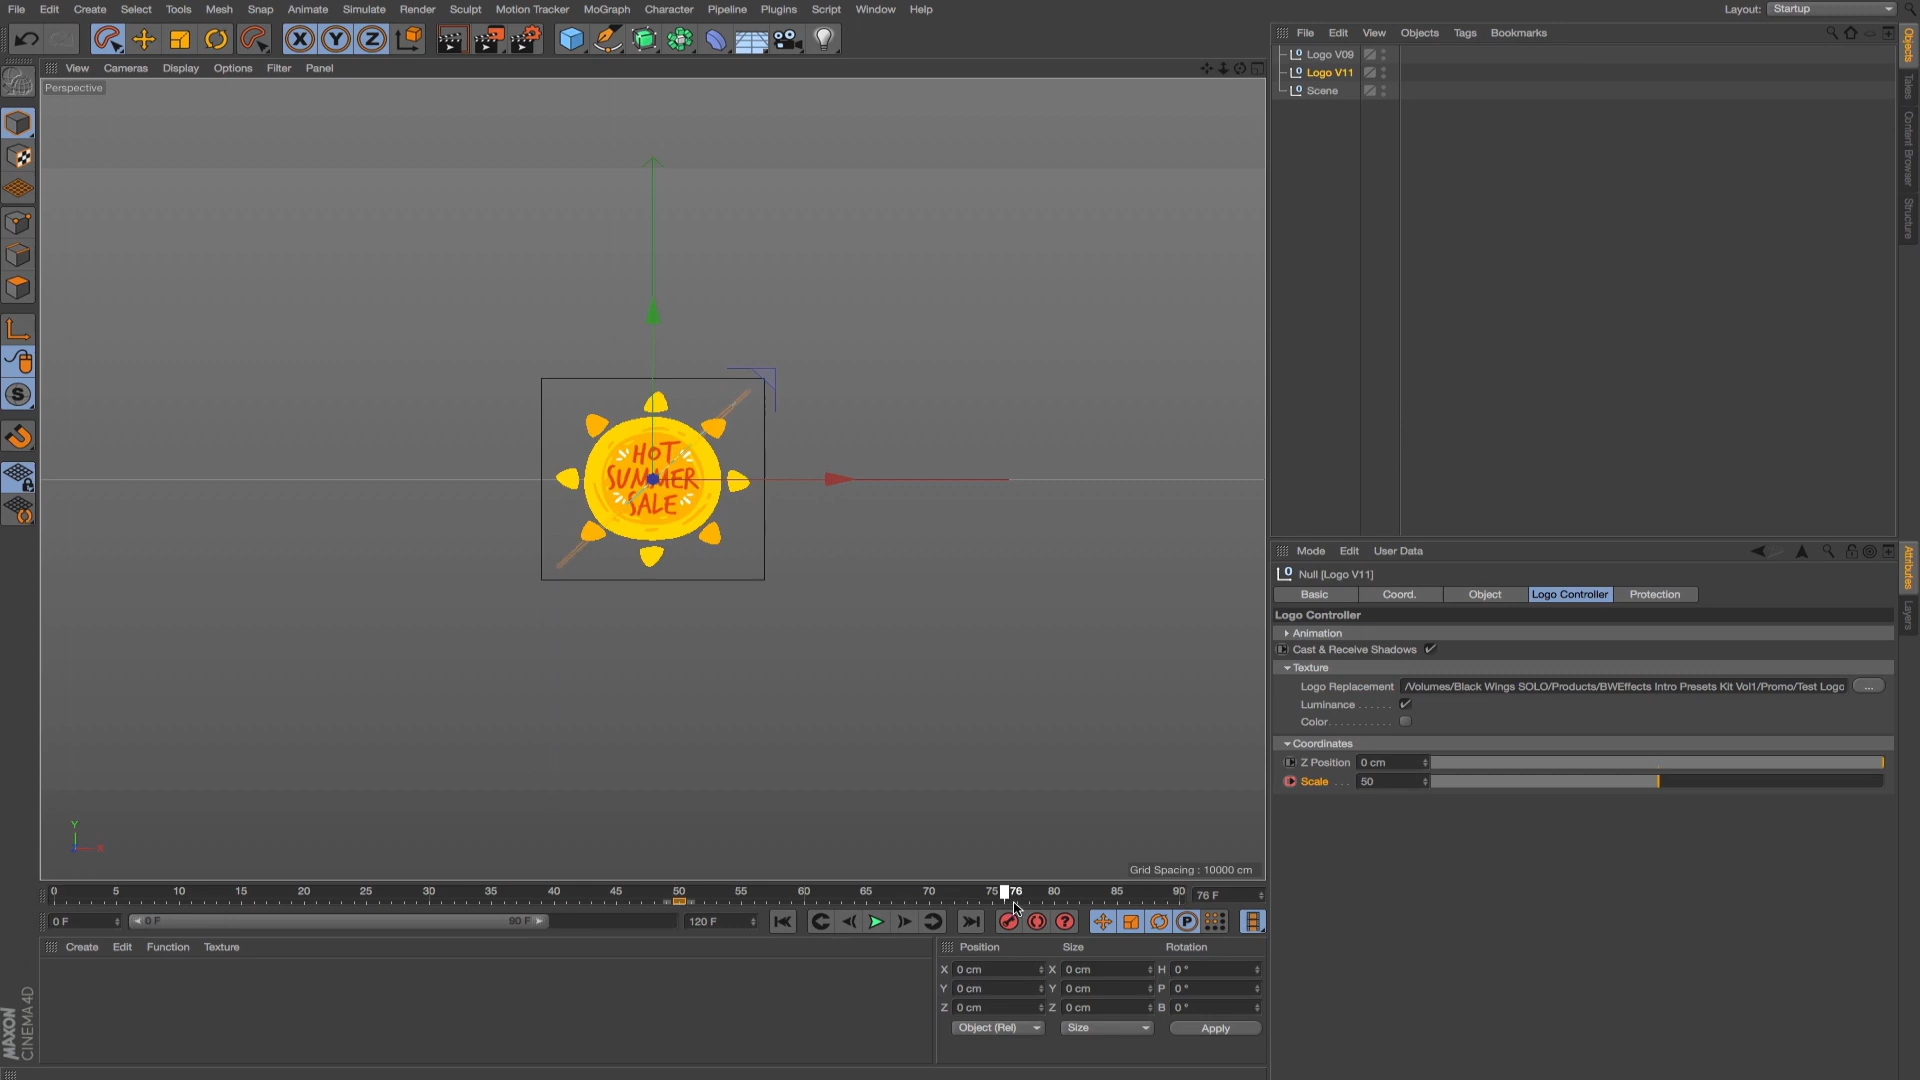 File Edit Create Select Tools Mesh Snap Animate Simulate Render Sculpt Motion Tracker MoGraph Character Pipeline Plugins Script Window Help Layout: Startup
X Y Z
File Edit View Objects Tags Bookmarks
Logo V09
Logo V11
Scene
Objects
Takes
Content Browser
Structure
View Cameras Display Options Filter Panel
Perspective
HOT
SUMMER
SALE
Y
X
Grid Spacing : 10000 cm
Mode Edit User Data
Null [Logo V11]
Basic Coord. Object Logo Controller Protection
Logo Controller
Animation
Cast & Receive Shadows
Texture
Logo Replacement /Volumes/Black Wings SOLO/Products/BWEffects Intro Presets Kit Vol1/Promo/Test Logo ...
Luminance . . . . . .
Color . . . . . . . . . . .
Coordinates
Z Position 0 cm
Scale . . . 50
Attributes
Layers
0 5 10 15 20 25 30 35 40 45 50 55 60 65 70 75 76 80 85 90 76 F
0 F 0 F 90 F 120 F
Create Edit Function Texture
Position Size Rotation
X 0 cm X 0 cm H 0 °
Y 0 cm Y 0 cm P 0 °
Z 0 cm Z 0 cm B 0 °
Object (Rel) Size Apply
MAXON
CINEMA 4D